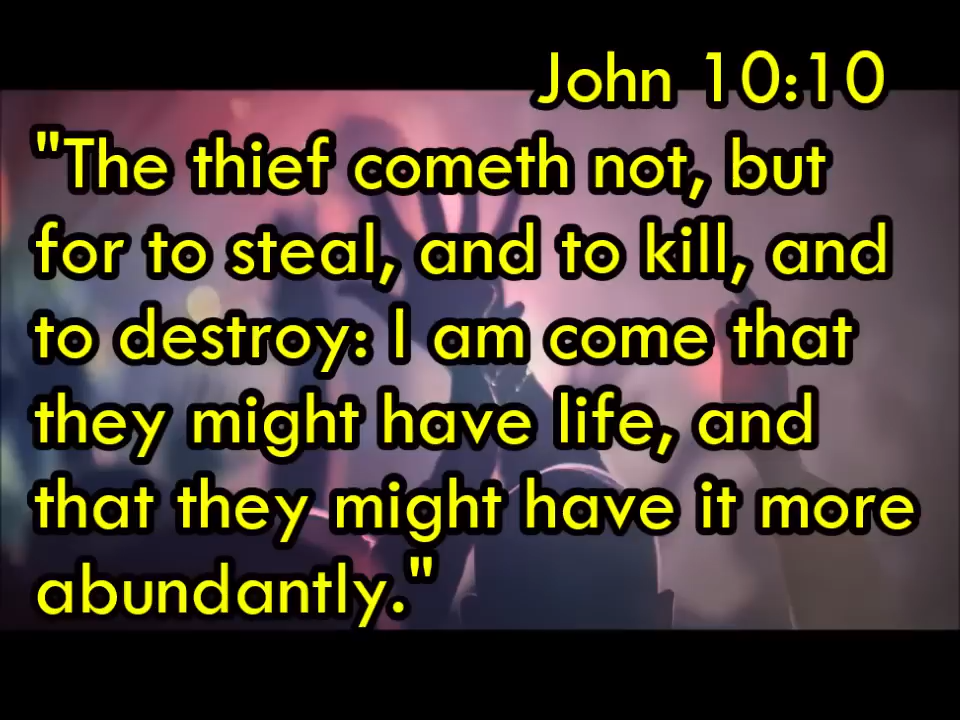 John 10:10
"The thief cometh not, but
for to steal, and to kill, and
to destroy: I am come that
they might have life, and
that they might have it more
abundantly."